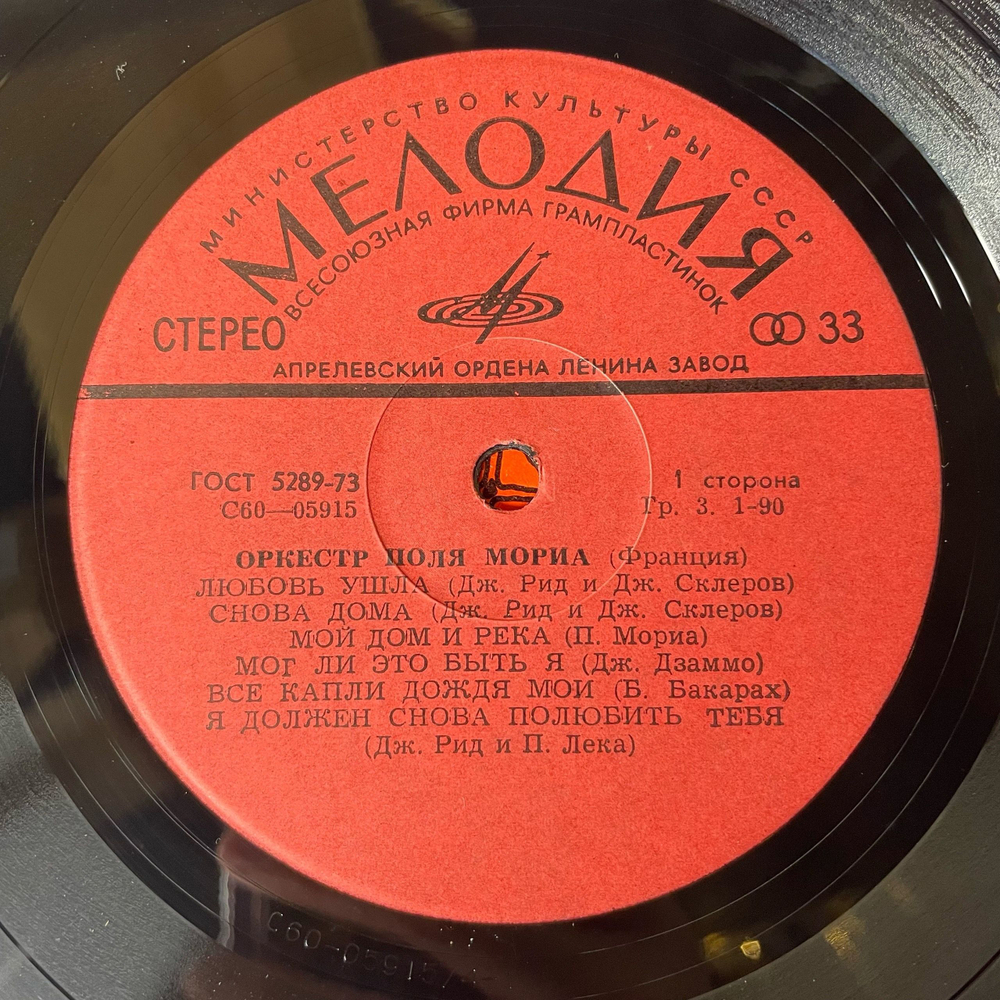 МИНИСТЕРСТВО КУЛЬТУРЫ СССР
МЕЛОДИЯ
ВСЕСОЮЗНАЯ ФИРМА ГРАМПЛАСТИНОК
СТЕРЕО
33
АПРЕЛЕВСКИЙ ОРДЕНА ЛЕНИНА ЗАВОД
ГОСТ 5289-73
1 сторона
С60—05915
Гр. 3. 1-90
ОРКЕСТР ПОЛЯ МОРИА (Франция)
ЛЮБОВЬ УШЛА (Дж. Рид и Дж. Склеров)
СНОВА ДОМА (Дж. Рид и Дж. Склеров)
МОЙ ДОМ И РЕКА (П. Мориа)
МОГ ЛИ ЭТО БЫТЬ Я (Дж. Дзаммо)
ВСЕ КАПЛИ ДОЖДЯ МОИ (Б. Бакарах)
Я ДОЛЖЕН СНОВА ПОЛЮБИТЬ ТЕБЯ
(Дж. Рид и П. Лека)
С60-05915/